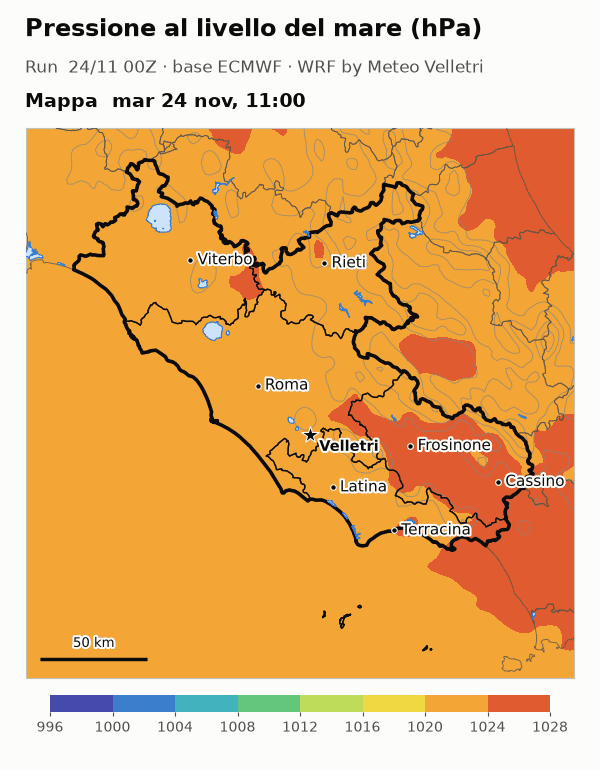 Pressione al livello del mare (hPa)
Run  24/11 00Z · base ECMWF · WRF by Meteo Velletri
Mappa  mar 24 nov, 11:00
Viterbo
Rieti
Roma
Velletri
Frosinone
Cassino
Latina
Terracina
50 km
996 1000 1004 1008 1012 1016 1020 1024 1028